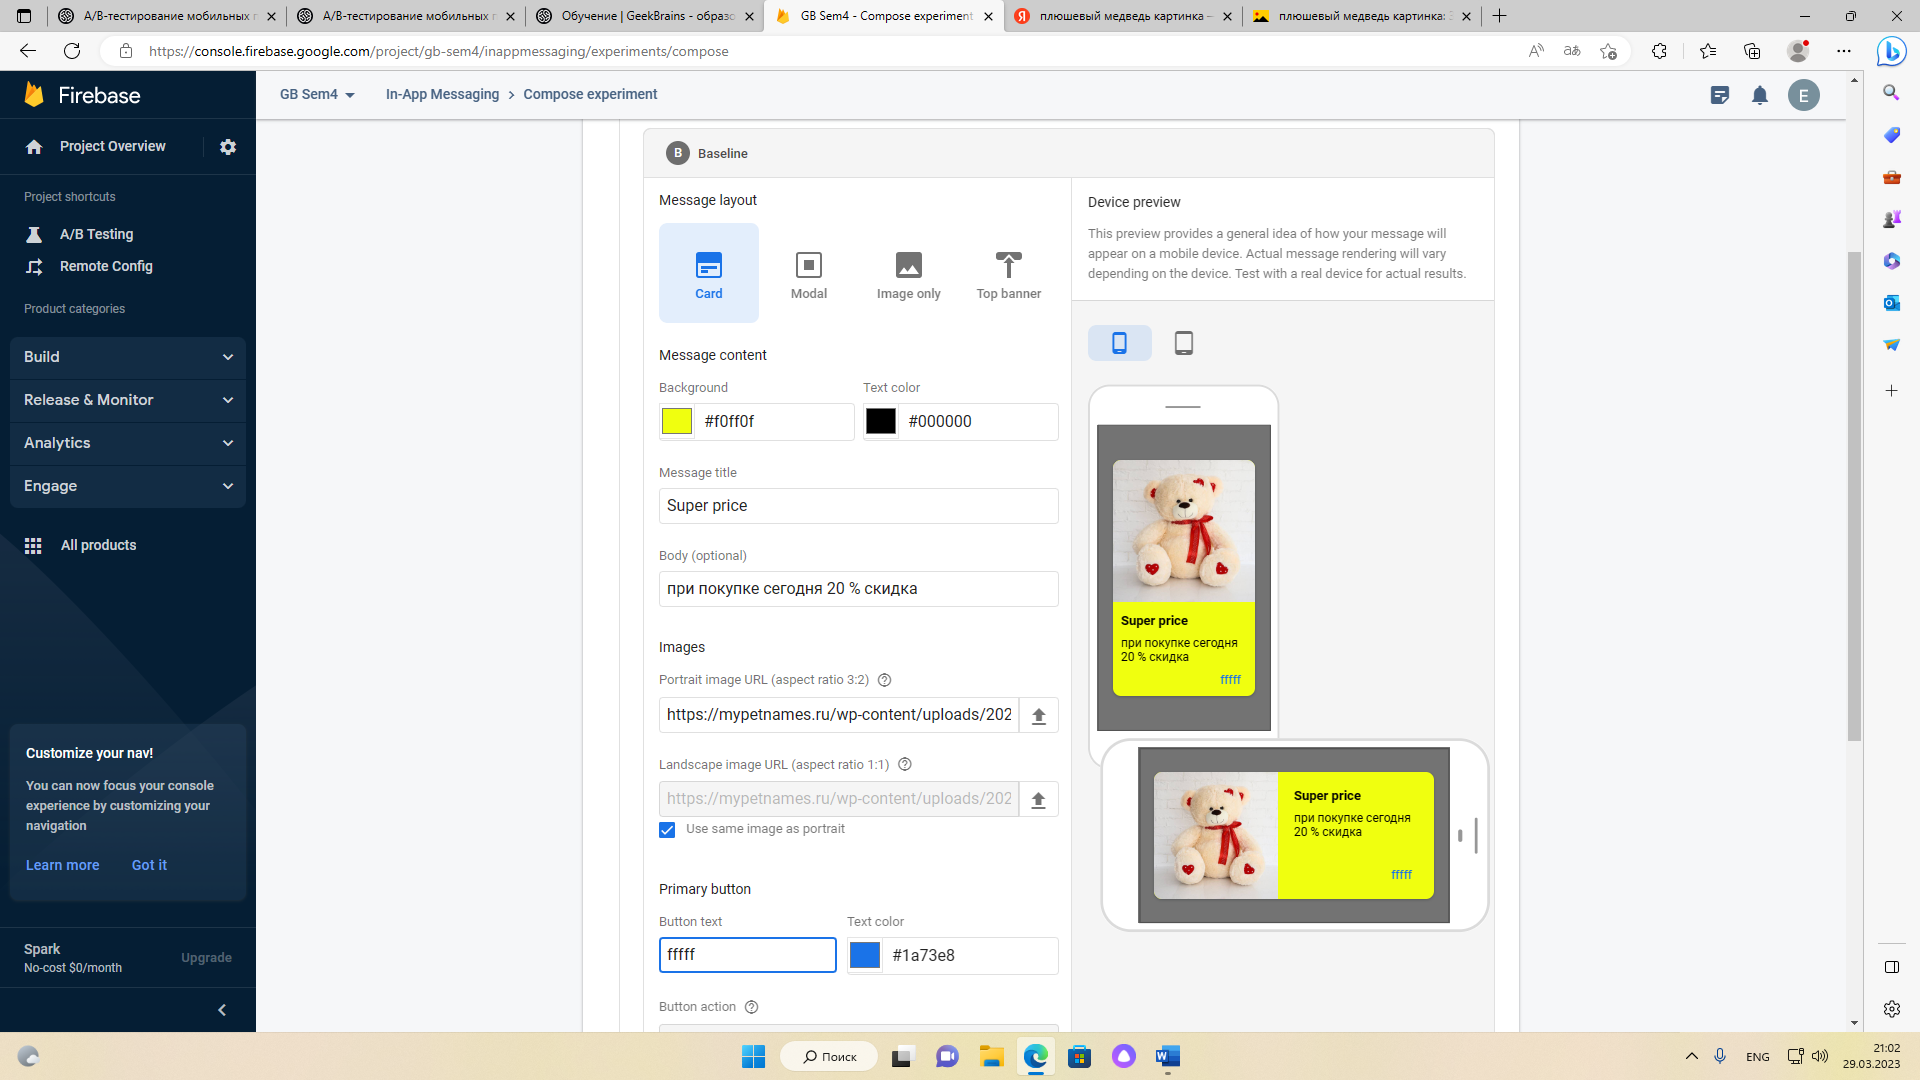 A/B-тестирование мобильных п
A/B-тестирование мобильных п
Обучение | GeekBrains - образо
GB Sem4 - Compose experiment
плюшевый медведь картинка –
плюшевый медведь картинка:
https://console.firebase.google.com/project/gb-sem4/inappmessaging/experiments/compose
Firebase
GB Sem4
In-App Messaging > Compose experiment
E
Project Overview
Project shortcuts
A/B Testing
Remote Config
Product categories
Build
Release & Monitor
Analytics
Engage
All products
Customize your nav!
You can now focus your console
experience by customizing your
navigation
Learn more
Got it
Spark
No-cost $0/month
Upgrade
B Baseline
Message layout
Card
Modal
Image only
Top banner
Message content
Background
Text color
#f0ff0f
#000000
Message title
Super price
Body (optional)
при покупке сегодня 20 % скидка
Images
Portrait image URL (aspect ratio 3:2)
https://mypetnames.ru/wp-content/uploads/202
Landscape image URL (aspect ratio 1:1)
https://mypetnames.ru/wp-content/uploads/202
Use same image as portrait
Primary button
Button text
Text color
fffff
#1a73e8
Button action
Device preview
This preview provides a general idea of how your message will
appear on a mobile device. Actual message rendering will vary
depending on the device. Test with a real device for actual results.
Super price
при покупке сегодня
20 % скидка
fffff
Super price
при покупке сегодня
20 % скидка
fffff
Поиск
ENG
21:02
29.03.2023